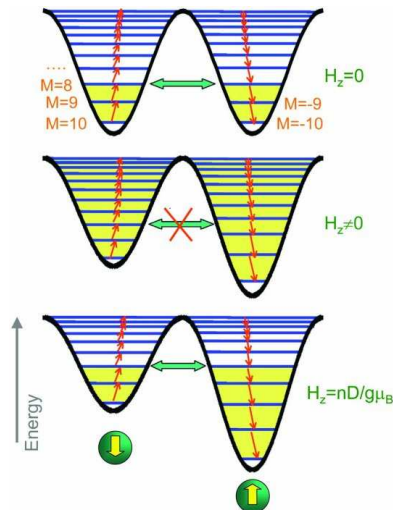 H_z=0
....
M=8
M=9
M=10
M=-9
M=-10
H_z≠0
H_z=nD/gμ_B
Energy